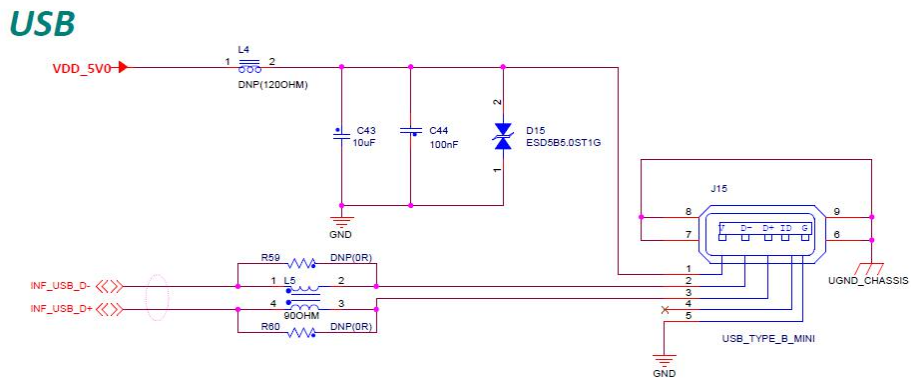 USB
L4
VDD_5V0
1 2
DNP(120OHM)
2
C43
10uF
C44
100nF
D15
ESD5B5.0ST1G
1
GND
J15
8 9
7 6
V D- D+ ID G
UGND_CHASSIS
R59 DNP(0R)
1 L5 2
INF_USB_D-
INF_USB_D+
4 3
90OHM
R60 DNP(0R)
1
2
3
4
5
USB_TYPE_B_MINI
GND